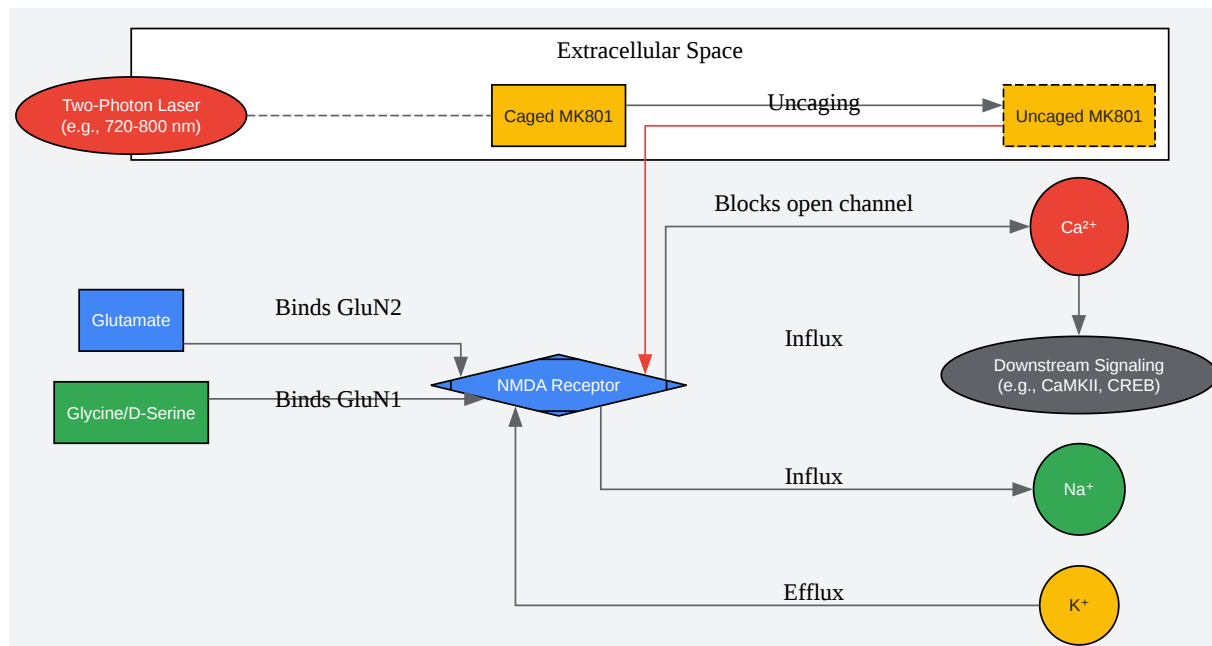 Extracellular Space
Two-Photon Laser
(e.g., 720-800 nm)
Caged MK801
Uncaging
Uncaged MK801
Blocks open channel
Ca²⁺
Glutamate
Binds GluN2
Influx
Downstream Signaling
(e.g., CaMKII, CREB)
NMDA Receptor
Glycine/D-Serine
Binds GluN1
Influx
Na⁺
Efflux
K⁺